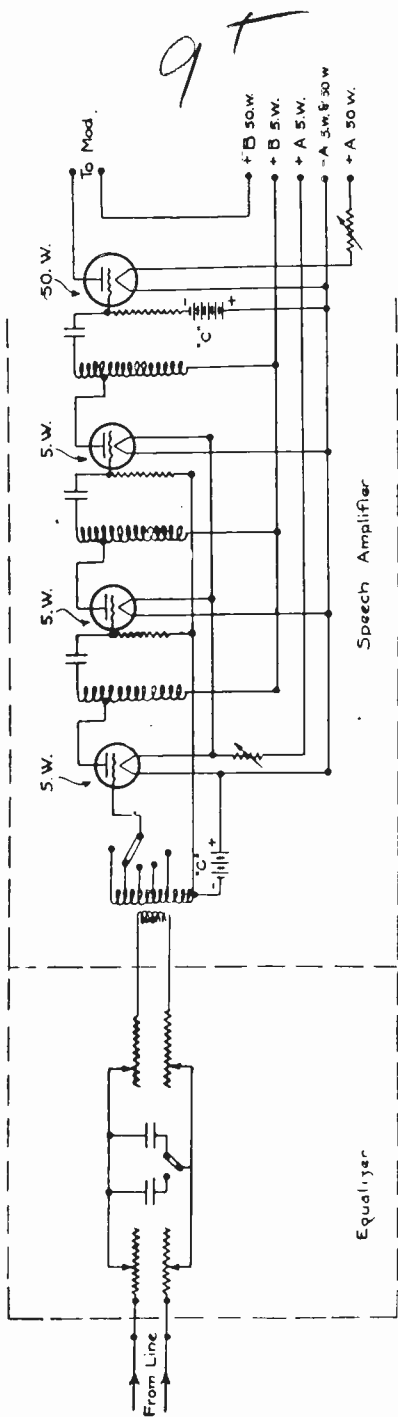 9 T
From Line
Equalizer
"C"
- +
5.W.
5.W.
5.W.
50.W.
"C"
- +
To Mod.
+ B 50.W.
+ B 5.W.
+ A 5.W.
- A 5.W. & 50 W
+ A 50 W.
Speech Amplifier